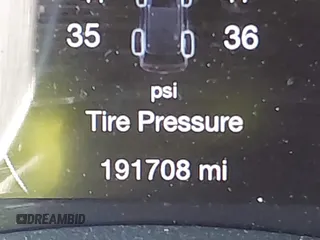 35 36
psi
Tire Pressure
191708 mi
DREAMBID